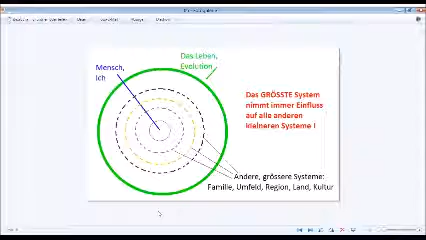 Das Leben,
Evolution
Mensch,
Ich
Das GRÖSSTE System
nimmt immer Einfluss
auf alle anderen
kleineren Systeme !
Andere, grössere Systeme:
Familie, Umfeld, Region, Land, Kultur